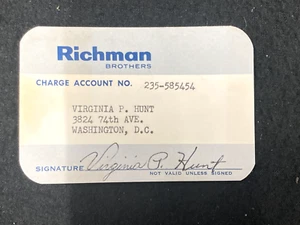 Richman
BROTHERS
CHARGE ACCOUNT NO. 235-585454
VIRGINIA P. HUNT
3824 74th AVE.
WASHINGTON, D.C.
SIGNATURE Virginia P. Hunt
NOT VALID UNLESS SIGNED